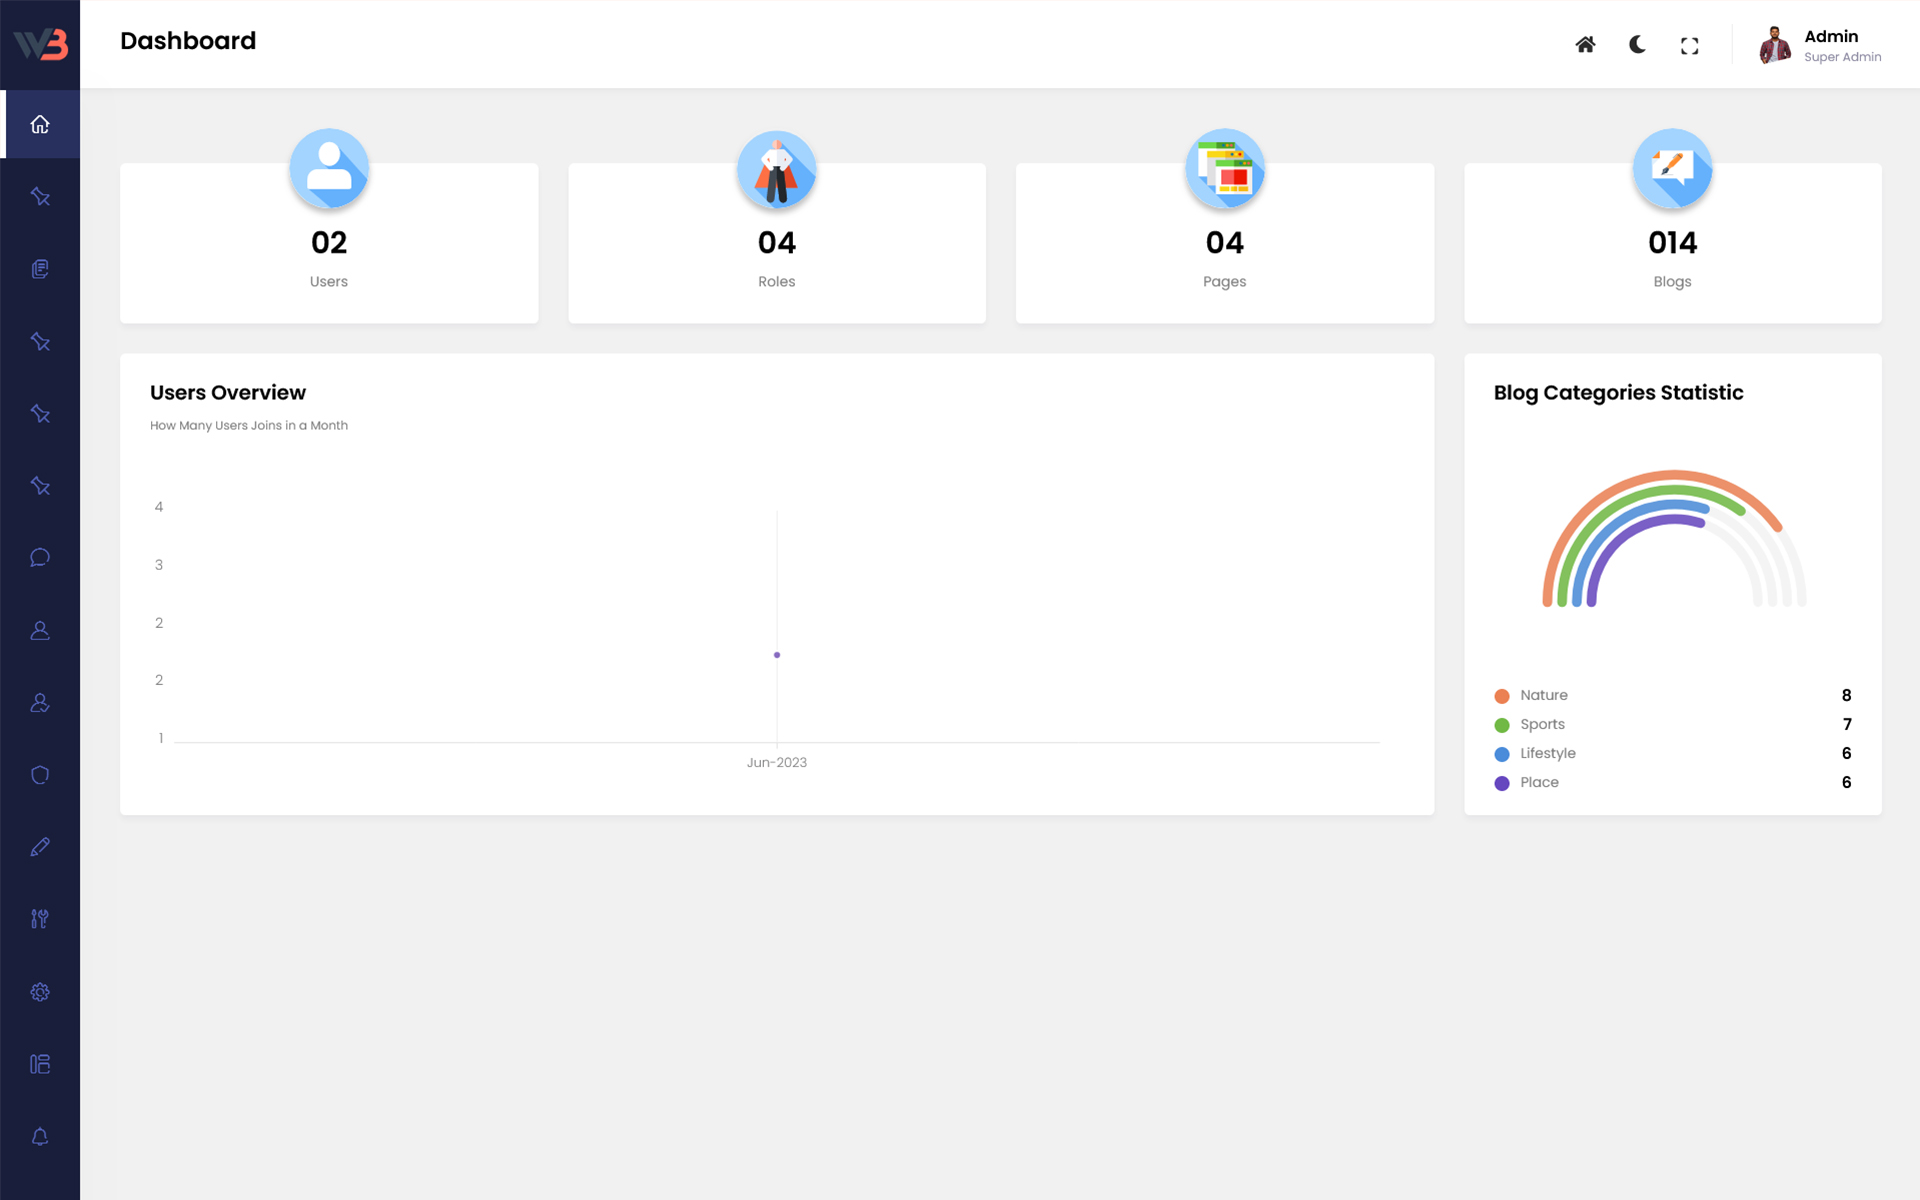 WB
Dashboard
Admin
Super Admin
02
Users
04
Roles
04
Pages
014
Blogs
Users Overview
How Many Users Joins in a Month
4
3
2
2
1
Jun-2023
Blog Categories Statistic
Nature 8
Sports 7
Lifestyle 6
Place 6